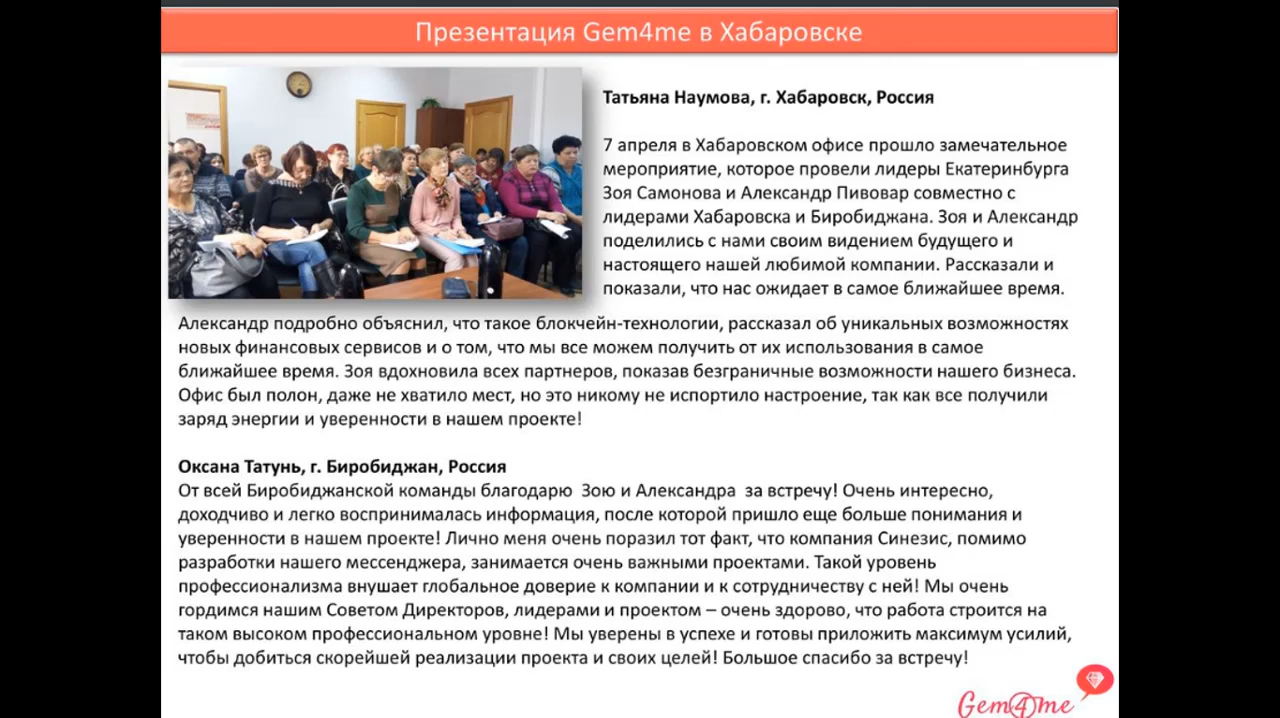 Презентация Gem4me в Хабаровске
Татьяна Наумова, г. Хабаровск, Россия
7 апреля в Хабаровском офисе прошло замечательное
мероприятие, которое провели лидеры Екатеринбурга
Зоя Самонова и Александр Пивовар совместно с
лидерами Хабаровска и Биробиджана. Зоя и Александр
поделились с нами своим видением будущего и
настоящего нашей любимой компании. Рассказали и
показали, что нас ожидает в самое ближайшее время.
Александр подробно объяснил, что такое блокчейн-технологии, рассказал об уникальных возможностях
новых финансовых сервисов и о том, что мы все можем получить от их использования в самое
ближайшее время. Зоя вдохновила всех партнеров, показав безграничные возможности нашего бизнеса.
Офис был полон, даже не хватило мест, но это никому не испортило настроение, так как все получили
заряд энергии и уверенности в нашем проекте!
Оксана Татунь, г. Биробиджан, Россия
От всей Биробиджанской команды благодарю  Зою и Александра  за встречу! Очень интересно,
доходчиво и легко воспринималась информация, после которой пришло еще больше понимания и
уверенности в нашем проекте! Лично меня очень поразил тот факт, что компания Синезис, помимо
разработки нашего мессенджера, занимается очень важными проектами. Такой уровень
профессионализма внушает глобальное доверие к компании и к сотрудничеству с ней! Мы очень
гордимся нашим Советом Директоров, лидерами и проектом – очень здорово, что работа строится на
таком высоком профессиональном уровне! Мы уверены в успехе и готовы приложить максимум усилий,
чтобы добиться скорейшей реализации проекта и своих целей! Большое спасибо за встречу!
Gem4me